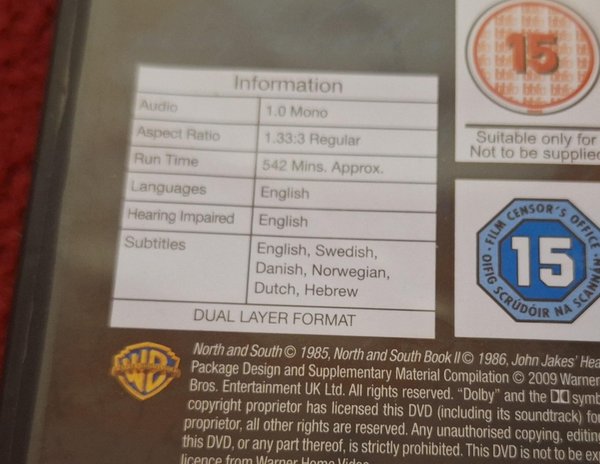 Information
Audio 1.0 Mono
Aspect Ratio 1.33:3 Regular
Run Time 542 Mins. Approx.
Languages English
Hearing Impaired English
Subtitles English, Swedish,
Danish, Norwegian,
Dutch, Hebrew
DUAL LAYER FORMAT
15
Suitable only for
Not to be supplied
FILM CENSOR'S OFFICE
15
OIFIG SCRÚDÓIR NA SCANNÁN
WB
North and South © 1985, North and South Book II © 1986, John Jakes' Hea
Package Design and Supplementary Material Compilation © 2009 Warner
Bros. Entertainment UK Ltd. All rights reserved. "Dolby" and the symb
copyright proprietor has licensed this DVD (including its soundtrack) fo
proprietor, all other rights are reserved. Any unauthorised copying, editing
this DVD, or any part thereof, is strictly prohibited. This DVD is not to be ex
licence from Warner Home Video